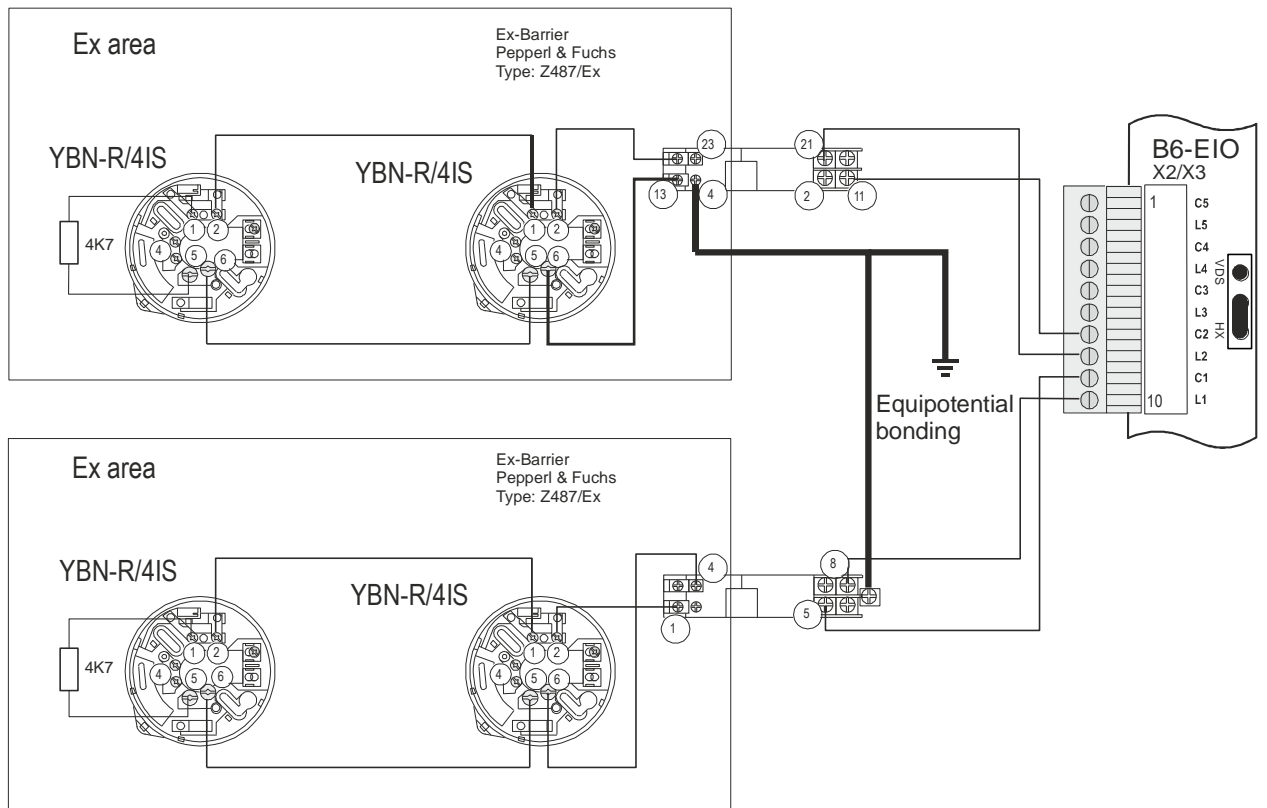 Ex area
Ex-Barrier
Pepperl & Fuchs
Type: Z487/Ex
YBN-R/4IS
YBN-R/4IS
4K7
1
2
4
5
6
1
2
4
5
6
23
13
4
21
2
11
B6-EIO
X2/X3
1
10
C5
L5
C4
L4
C3
L3
C2
L2
C1
L1
VDS
HX
Equipotential
bonding
Ex area
Ex-Barrier
Pepperl & Fuchs
Type: Z487/Ex
YBN-R/4IS
YBN-R/4IS
4K7
1
2
4
5
6
1
2
4
5
6
4
1
8
5